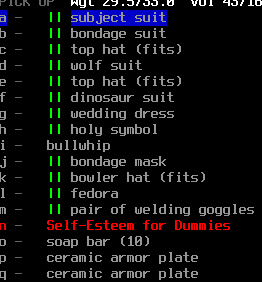 PICK UP Wgt 29.5/33.0 Vol 43/16
a - || subject suit
b - || bondage suit
c - || top hat (fits)
d - || wolf suit
e - || top hat (fits)
f - || dinosaur suit
g - || wedding dress
h - || holy symbol
i - bullwhip
j - || bondage mask
k - || bowler hat (fits)
l - || fedora
m - || pair of welding goggles
n - Self-Esteem for Dummies
o - soap bar (10)
p - ceramic armor plate
q - ceramic armor plate